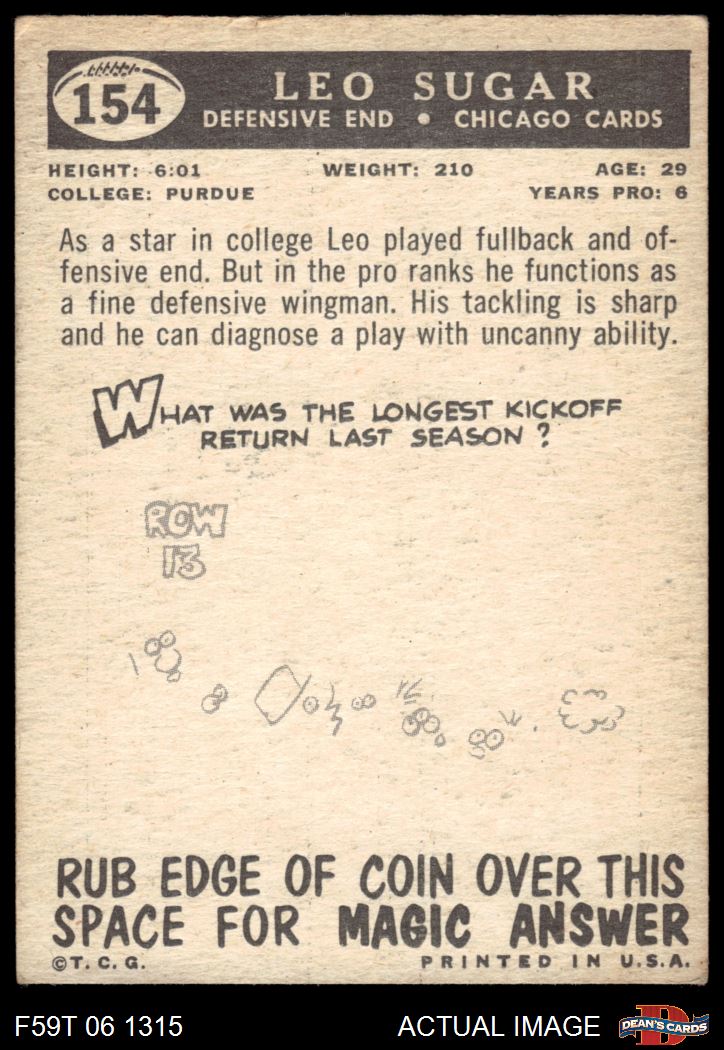 154
LEO SUGAR
DEFENSIVE END • CHICAGO CARDS
HEIGHT: 6:01 WEIGHT: 210 AGE: 29
COLLEGE: PURDUE YEARS PRO: 6
As a star in college Leo played fullback and of-
fensive end. But in the pro ranks he functions as
a fine defensive wingman. His tackling is sharp
and he can diagnose a play with uncanny ability.
WHAT WAS THE LONGEST KICKOFF
RETURN LAST SEASON?
ROW
13
RUB EDGE OF COIN OVER THIS
SPACE FOR MAGIC ANSWER
©T.C.G. PRINTED IN U.S.A.
F59T 06 1315 ACTUAL IMAGE D DEAN'S CARDS